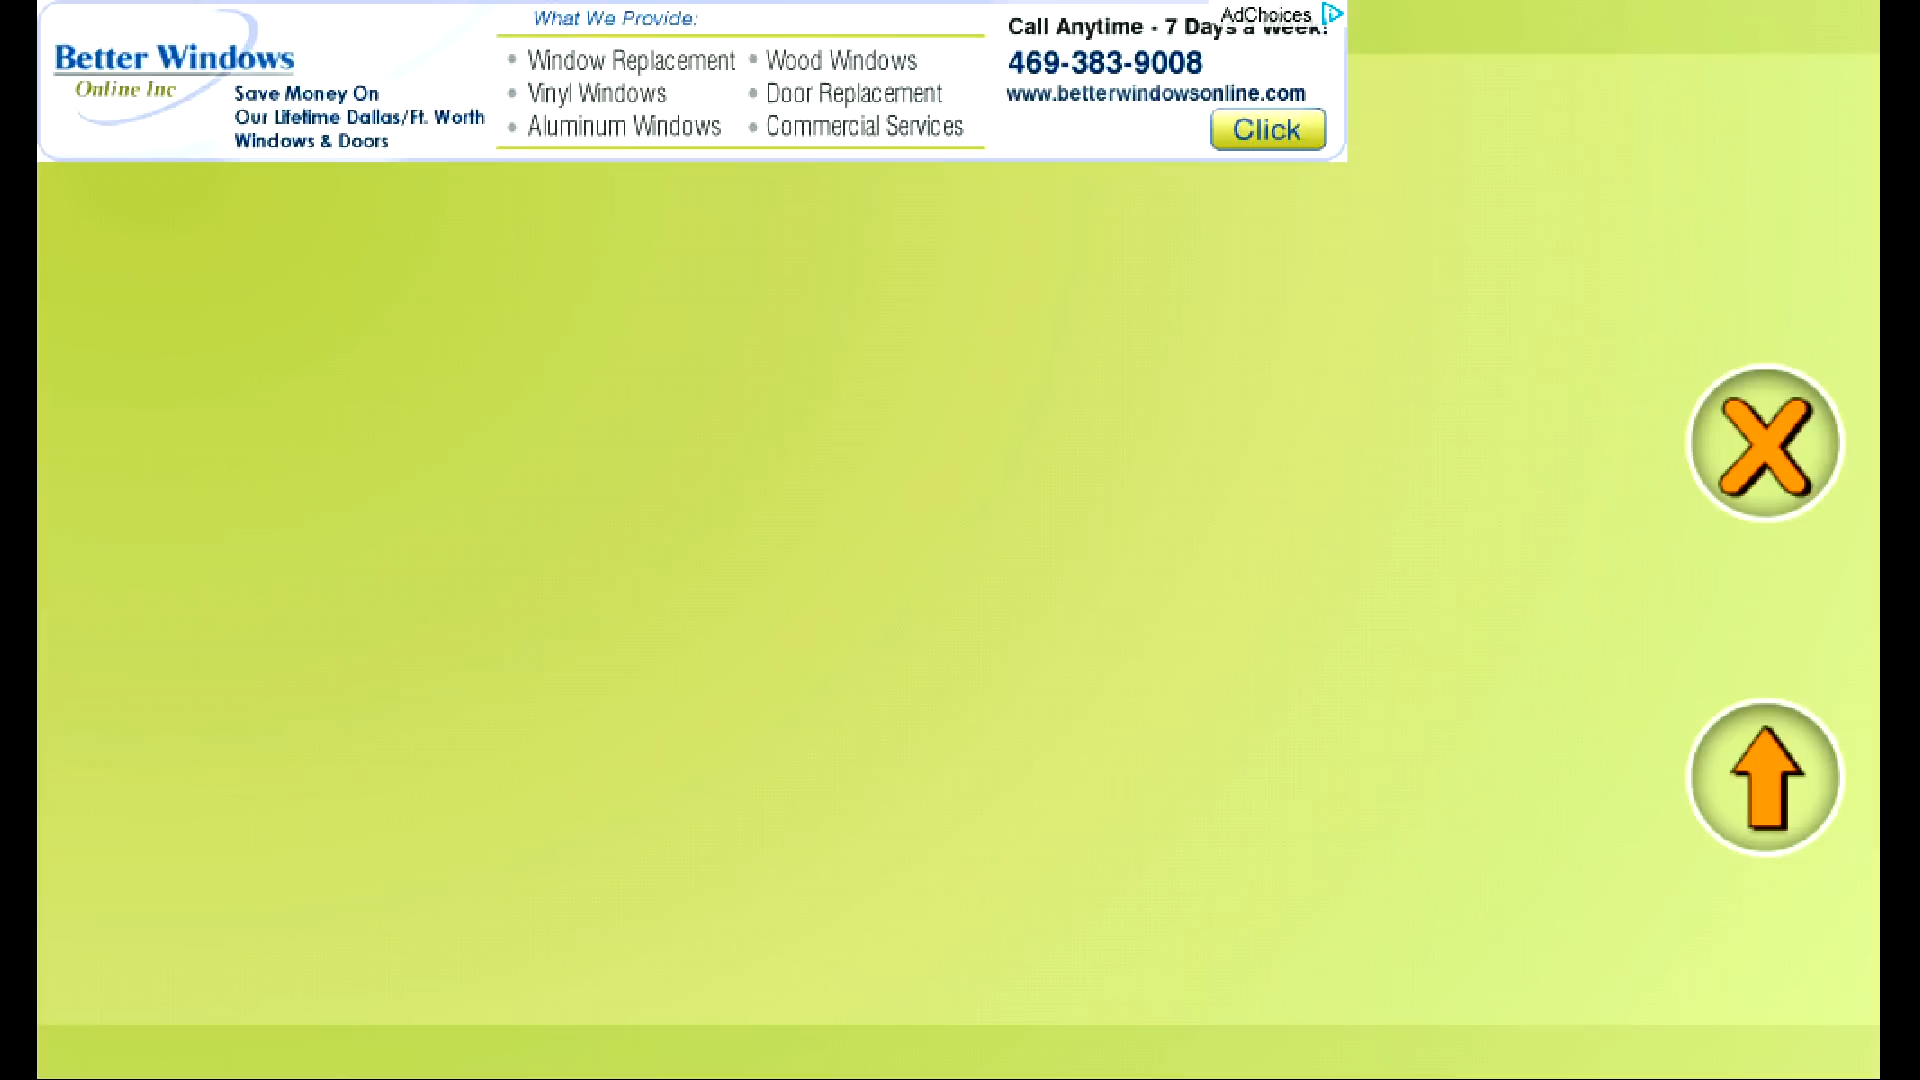 Better Windows
Online Inc
Save Money On
Our Lifetime Dallas/Ft. Worth
Windows & Doors
What We Provide:
• Window Replacement
• Vinyl Windows
• Aluminum Windows
• Wood Windows
• Door Replacement
• Commercial Services
AdChoices
Call Anytime - 7 Days a Week!
469-383-9008
www.betterwindowsonline.com
Click